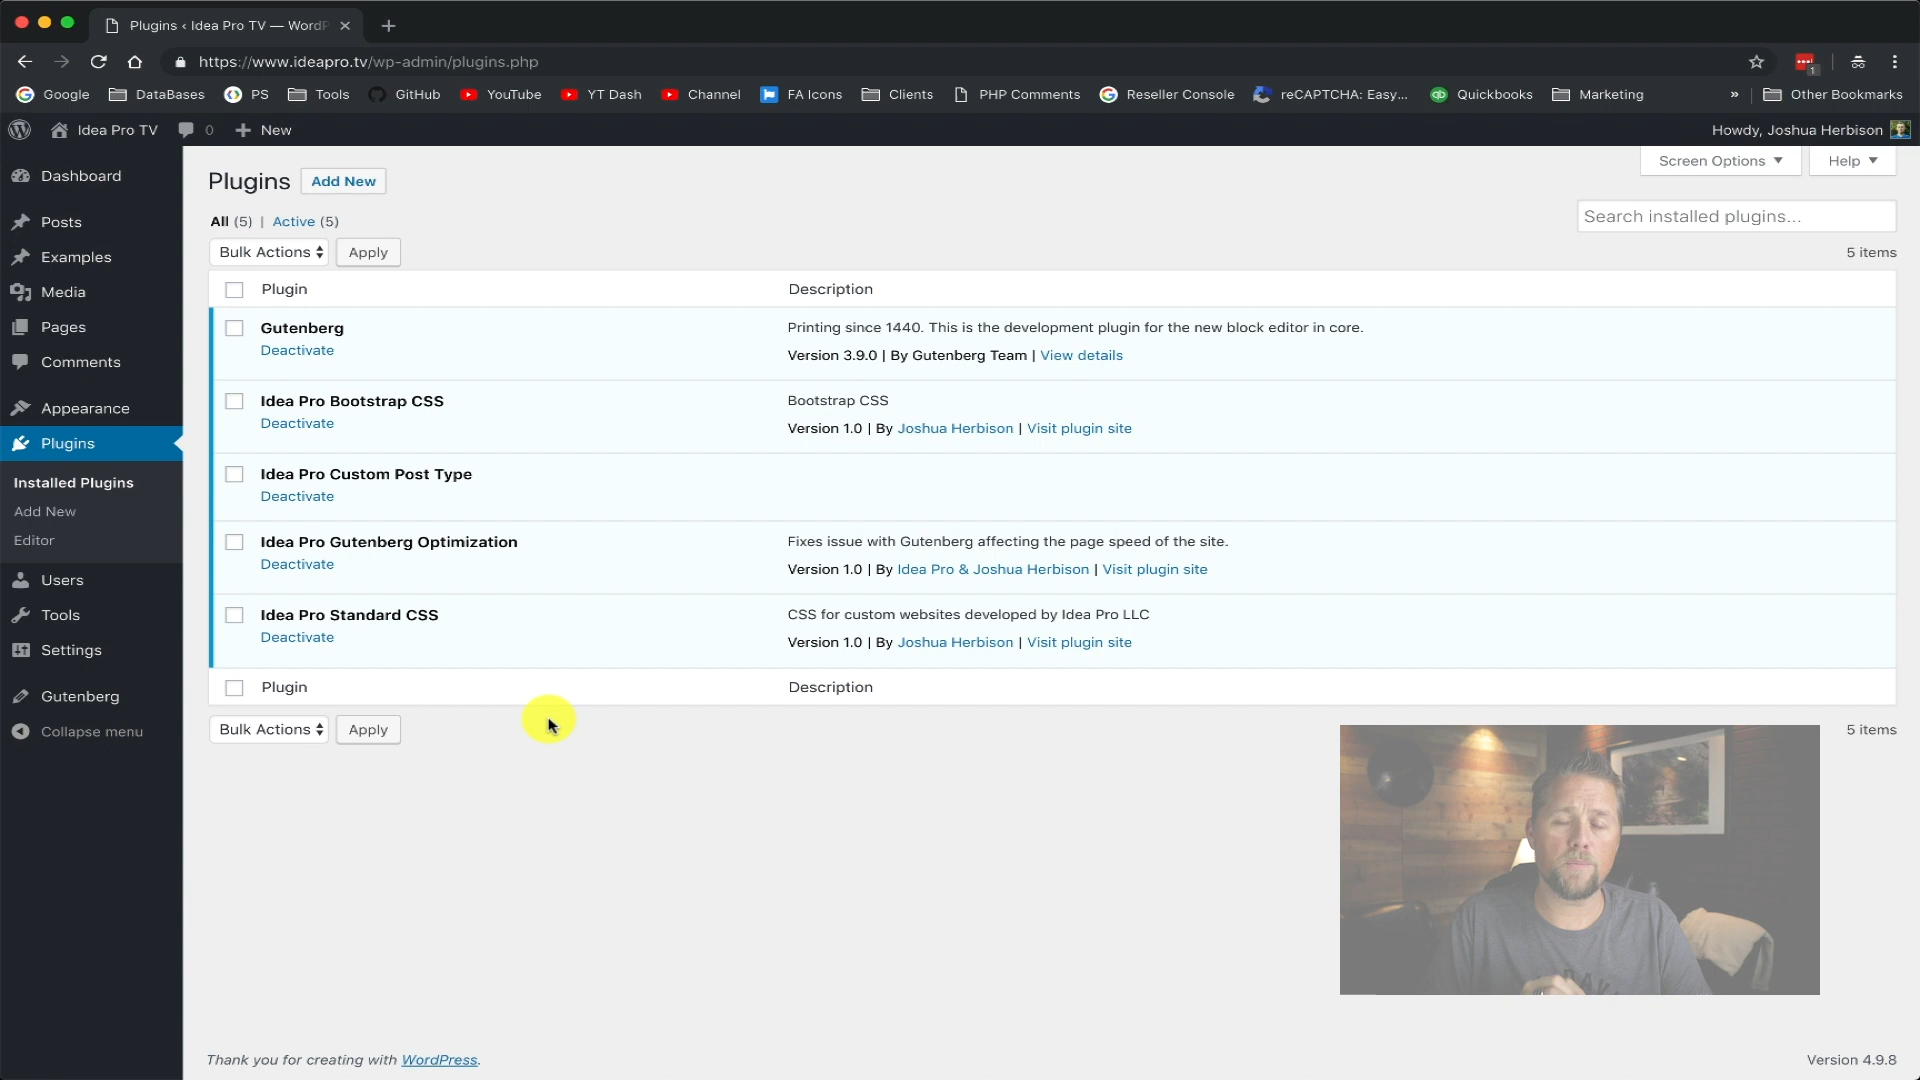 Plugins ‹ Idea Pro TV — WordP
https://www.ideapro.tv/wp-admin/plugins.php
1
Google DataBases PS Tools GitHub YouTube YT Dash Channel FA Icons Clients PHP Comments Reseller Console reCAPTCHA: Easy... Quickbooks Marketing » Other Bookmarks
Idea Pro TV 0 New Howdy, Joshua Herbison
Screen Options Help
Dashboard
Posts
Examples
Media
Pages
Comments
Appearance
Plugins
Installed Plugins
Add New
Editor
Users
Tools
Settings
Gutenberg
Collapse menu
Plugins Add New
All (5) | Active (5)
Search installed plugins...
Bulk Actions Apply 5 items
Plugin Description
Gutenberg Printing since 1440. This is the development plugin for the new block editor in core.
Deactivate Version 3.9.0 | By Gutenberg Team | View details
Idea Pro Bootstrap CSS Bootstrap CSS
Deactivate Version 1.0 | By Joshua Herbison | Visit plugin site
Idea Pro Custom Post Type
Deactivate
Idea Pro Gutenberg Optimization Fixes issue with Gutenberg affecting the page speed of the site.
Deactivate Version 1.0 | By Idea Pro & Joshua Herbison | Visit plugin site
Idea Pro Standard CSS CSS for custom websites developed by Idea Pro LLC
Deactivate Version 1.0 | By Joshua Herbison | Visit plugin site
Plugin Description
Bulk Actions Apply 5 items
Thank you for creating with WordPress. Version 4.9.8